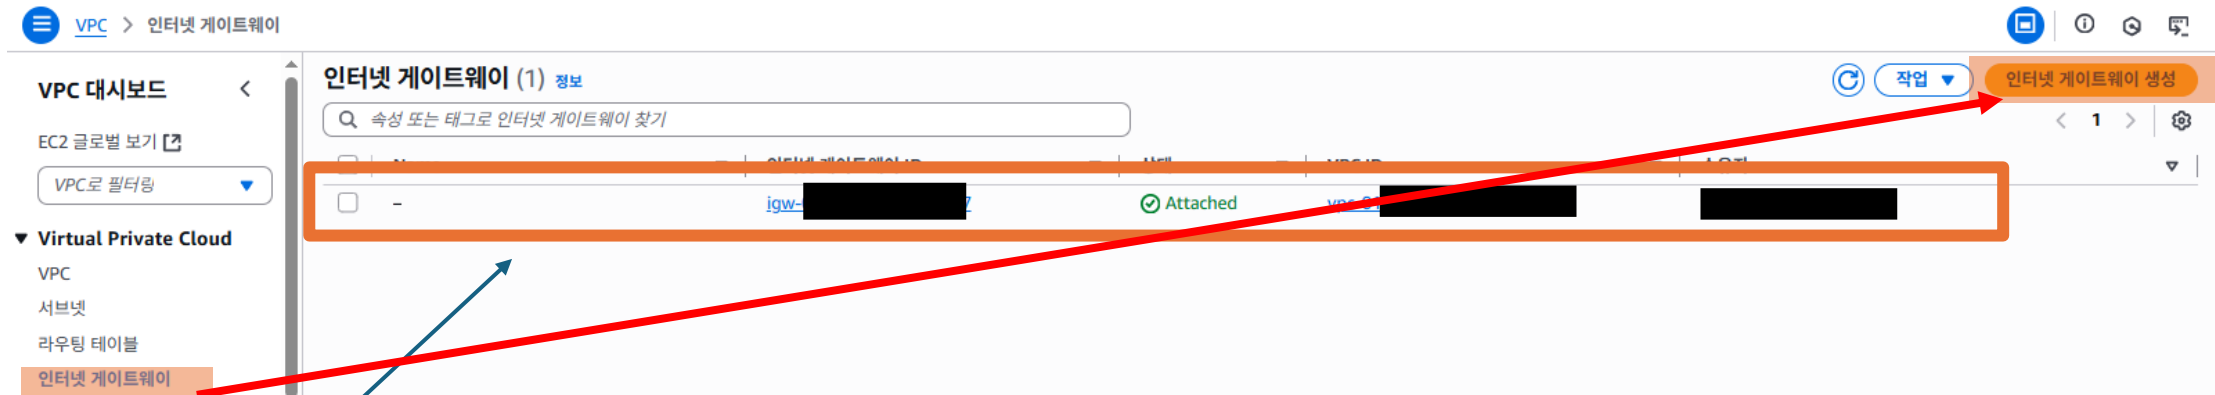 VPC > 인터넷 게이트웨이
VPC 대시보드
EC2 글로벌 보기
VPC로 필터링
Virtual Private Cloud
VPC
서브넷
라우팅 테이블
인터넷 게이트웨이
인터넷 게이트웨이 (1) 정보
작업
인터넷 게이트웨이 생성
속성 또는 태그로 인터넷 게이트웨이 찾기
< 1 >
– igw- 7 Attached